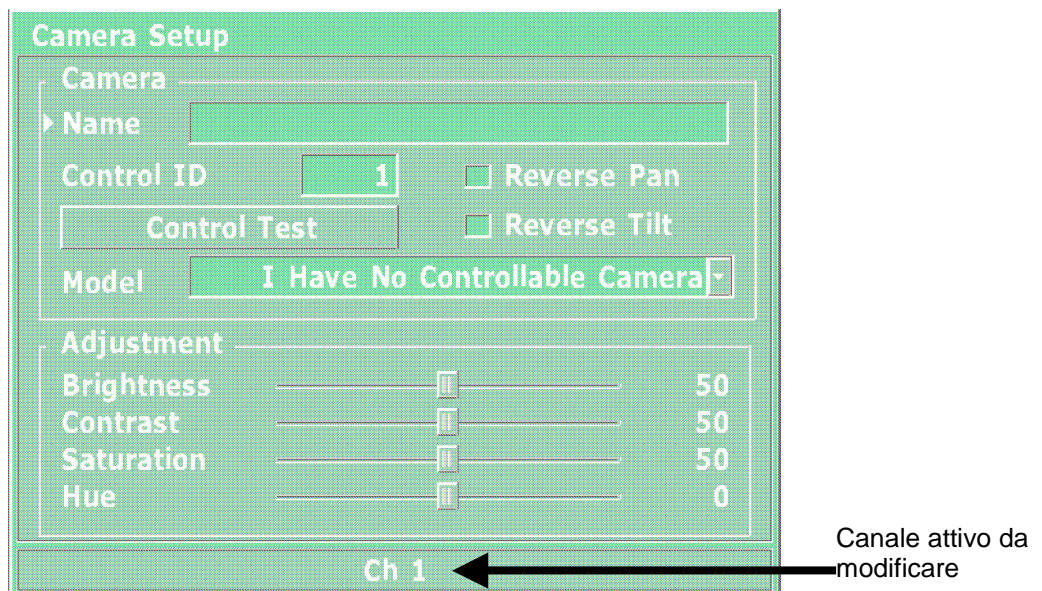 Camera Setup
Camera
Name
Control ID 1 Reverse Pan
Control Test Reverse Tilt
Model I Have No Controllable Camera
Adjustment
Brightness 50
Contrast 50
Saturation 50
Hue 0
Ch 1
Canale attivo da
modificare